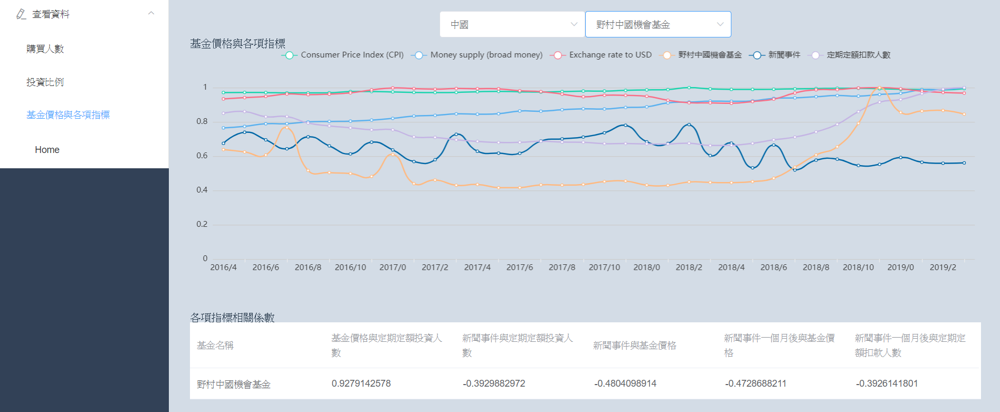 查看資料
購買人數
投資比例
基金價格與各項指標
Home
中國
野村中國機會基金
基金價格與各項指標
Consumer Price Index (CPI)
Money supply (broad money)
Exchange rate to USD
野村中國機會基金
新聞事件
定期定額扣款人數
1
0.8
0.6
0.4
0.2
0
2016/4
2016/6
2016/8
2016/10
2017/0
2017/2
2017/4
2017/6
2017/8
2017/10
2018/0
2018/2
2018/4
2018/6
2018/8
2018/10
2019/0
2019/2
各項指標相關係數
基金名稱
基金價格與定期定額投資人
數
新聞事件與定期定額投資人
數
新聞事件與基金價格
新聞事件一個月後與基金價
格
新聞事件一個月後與定期定
額扣款人數
野村中國機會基金
0.9279142578
-0.3929882972
-0.4804098914
-0.4728688211
-0.3926141801